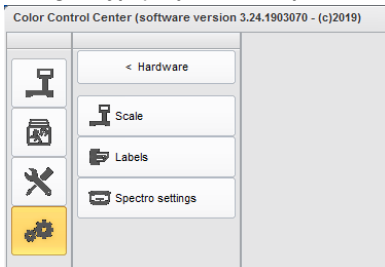 Color Control Center (software version 3.24.1903070 - (c)2019)
< Hardware
Scale
Labels
Spectro settings